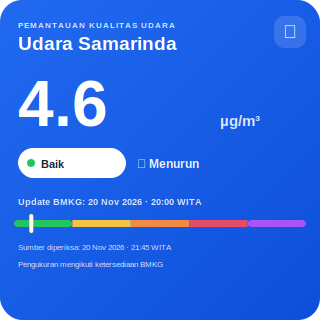 PEMANTAUAN KUALITAS UDARA
Udara Samarinda
4.6
µg/m³
Baik
Menurun
Update BMKG: 20 Nov 2026 · 20:00 WITA
Sumber diperiksa: 20 Nov 2026 · 21:45 WITA
Pengukuran mengikuti ketersediaan BMKG